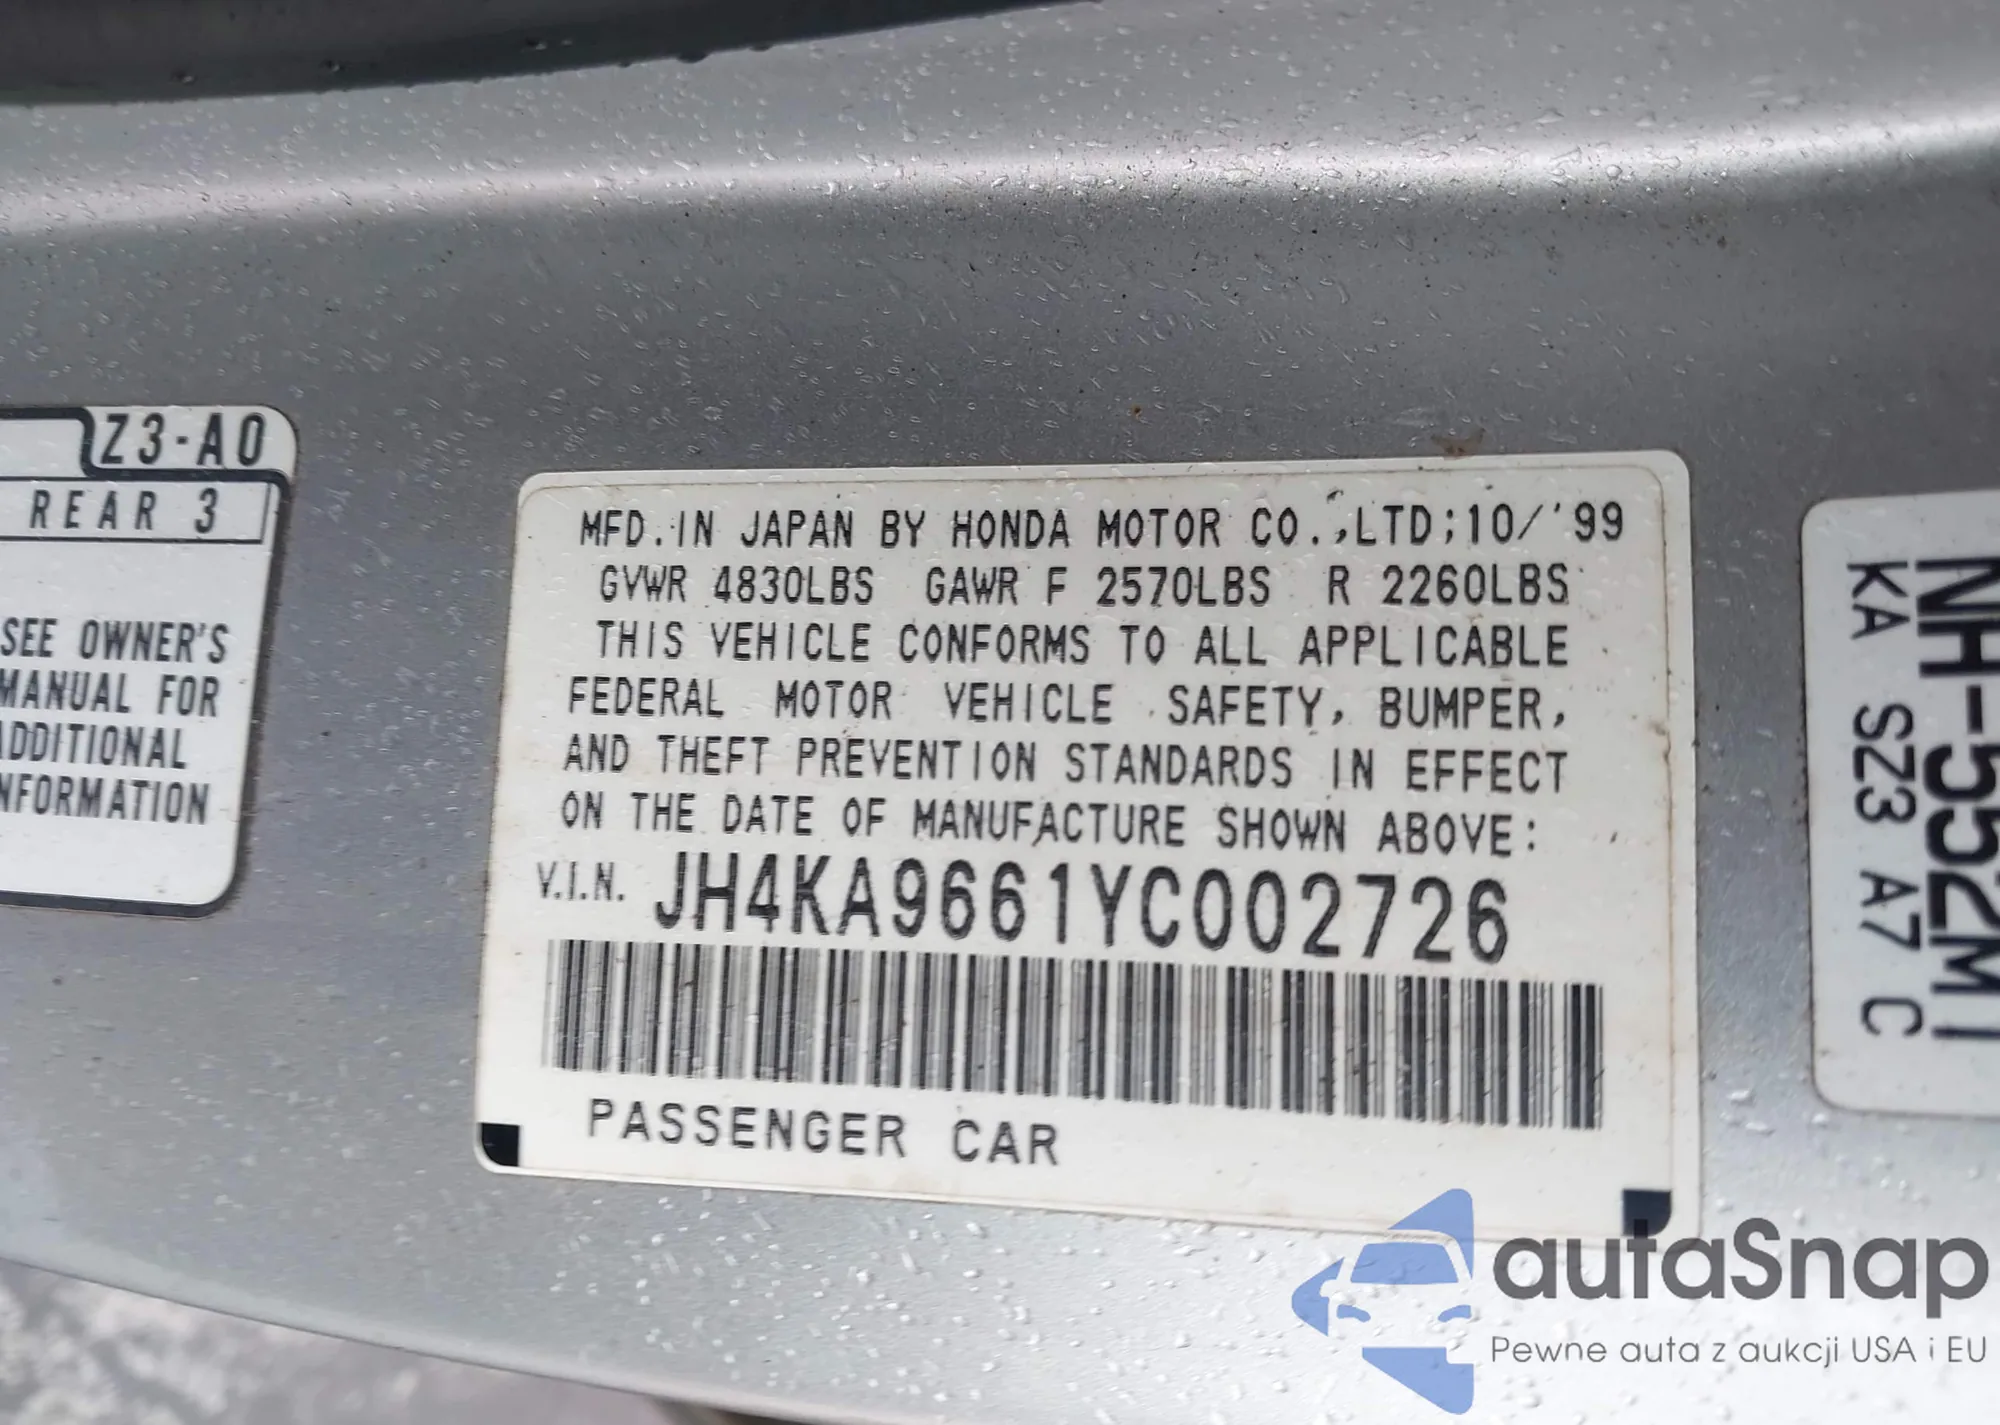 Z3-A0
REAR 3
SEE OWNER'S
MANUAL FOR
ADDITIONAL
INFORMATION
MFD. IN JAPAN BY HONDA MOTOR CO.,LTD;10/'99
GVWR 4830LBS GAWR F 2570LBS R 2260LBS
THIS VEHICLE CONFORMS TO ALL APPLICABLE
FEDERAL MOTOR VEHICLE SAFETY, BUMPER,
AND THEFT PREVENTION STANDARDS IN EFFECT
ON THE DATE OF MANUFACTURE SHOWN ABOVE:
V.I.N. JH4KA9661YC002726
PASSENGER CAR
NH-552M
KA SZ3 A7 C
autoSnap
Pewne auta z aukcji USA i EU